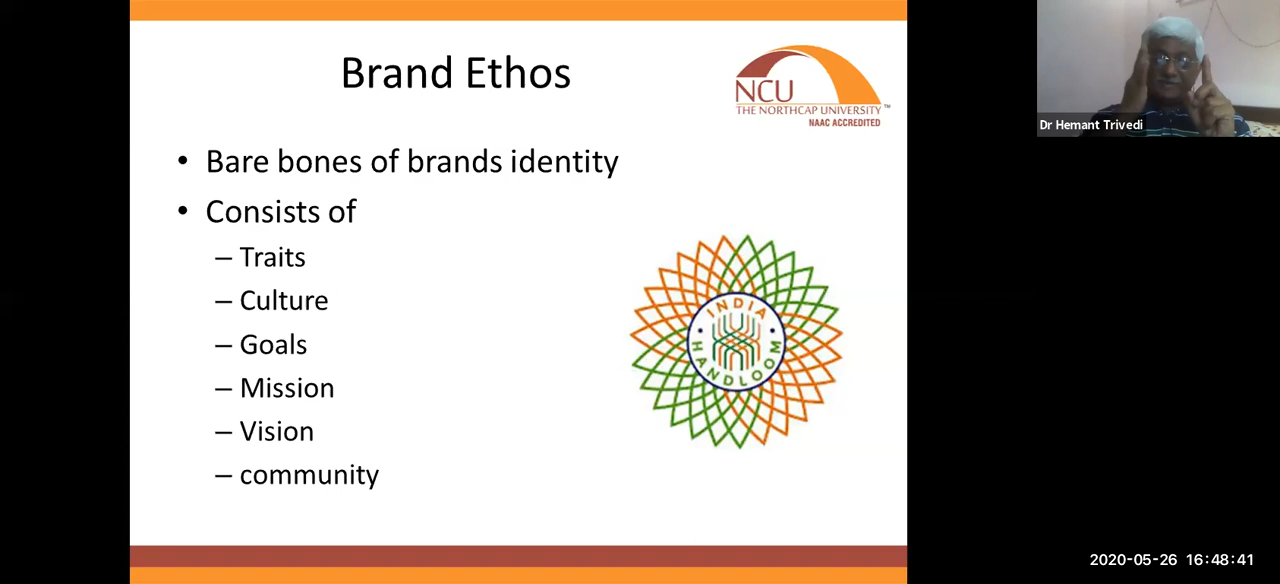 Brand Ethos
NCU
THE NORTHCAP UNIVERSITY ™
NAAC ACCREDITED
• Bare bones of brands identity
• Consists of
– Traits
– Culture
– Goals
– Mission
– Vision
– community
INDIA
HANDLOOM
Dr Hemant Trivedi
2020-05-26 16:48:41